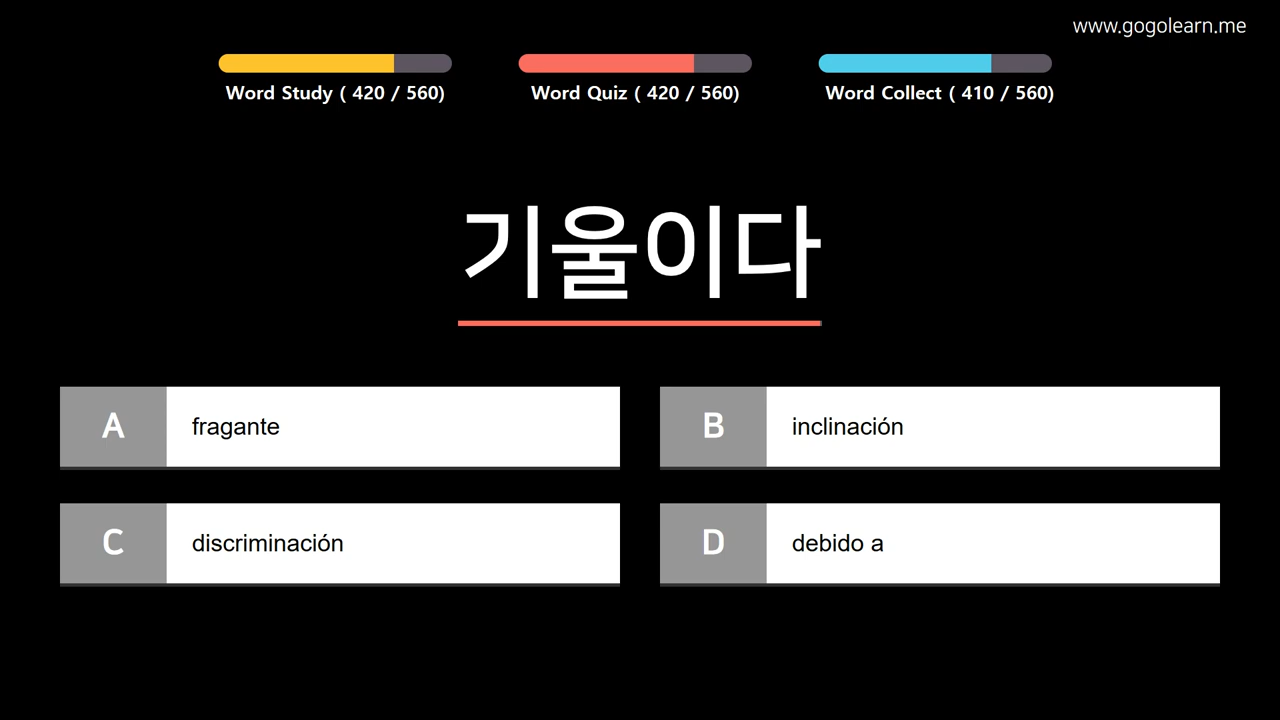 www.gogolearn.me
Word Study ( 420 / 560)
Word Quiz ( 420 / 560)
Word Collect ( 410 / 560)
기울이다
A fragante
B inclinación
C discriminación
D debido a